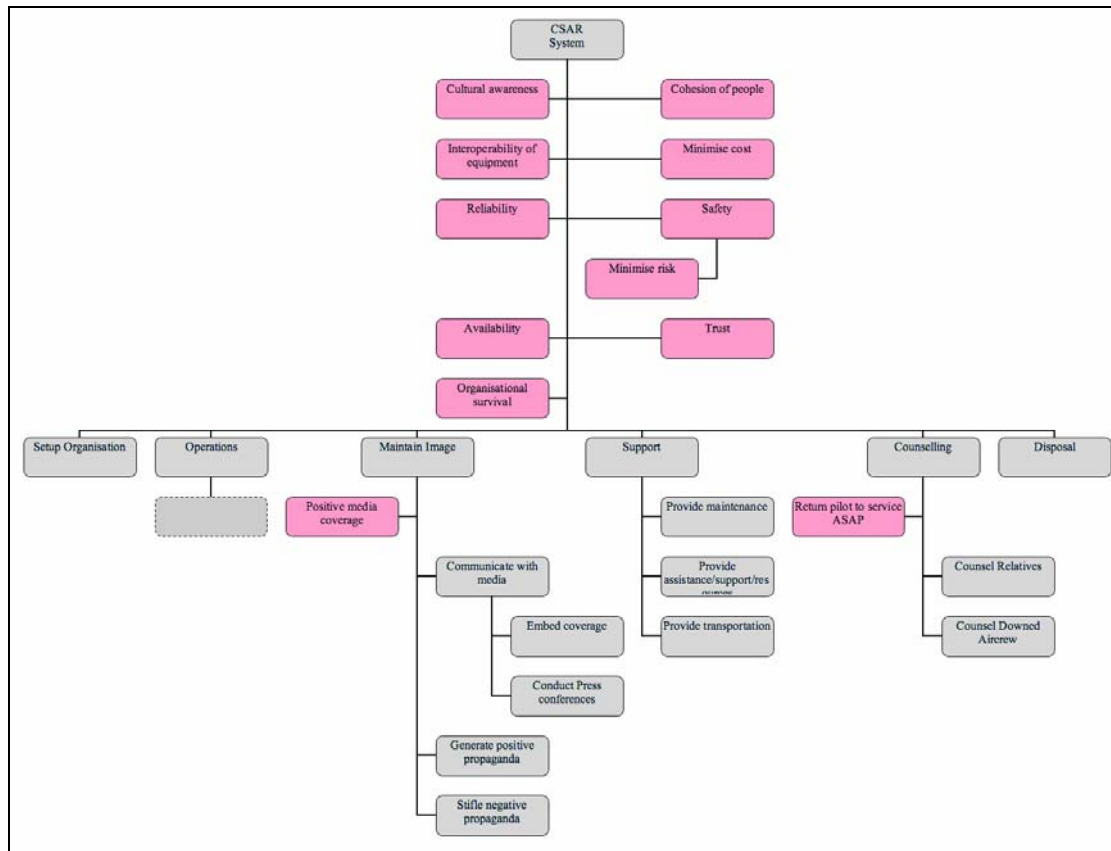 CSAR
System
Cultural awareness
Cohesion of people
Interoperability of
equipment
Minimise cost
Reliability
Safety
Minimise risk
Availability
Trust
Organisational
survival
Setup Organisation
Operations
Maintain Image
Support
Counselling
Disposal
Positive media
coverage
Provide maintenance
Return pilot to service
ASAP
Communicate with
media
Provide
assistance/support/res
Counsel Relatives
Embed coverage
Provide transportation
Counsel Downed
Aircrew
Conduct Press
conferences
Generate positive
propaganda
Stifle negative
propaganda